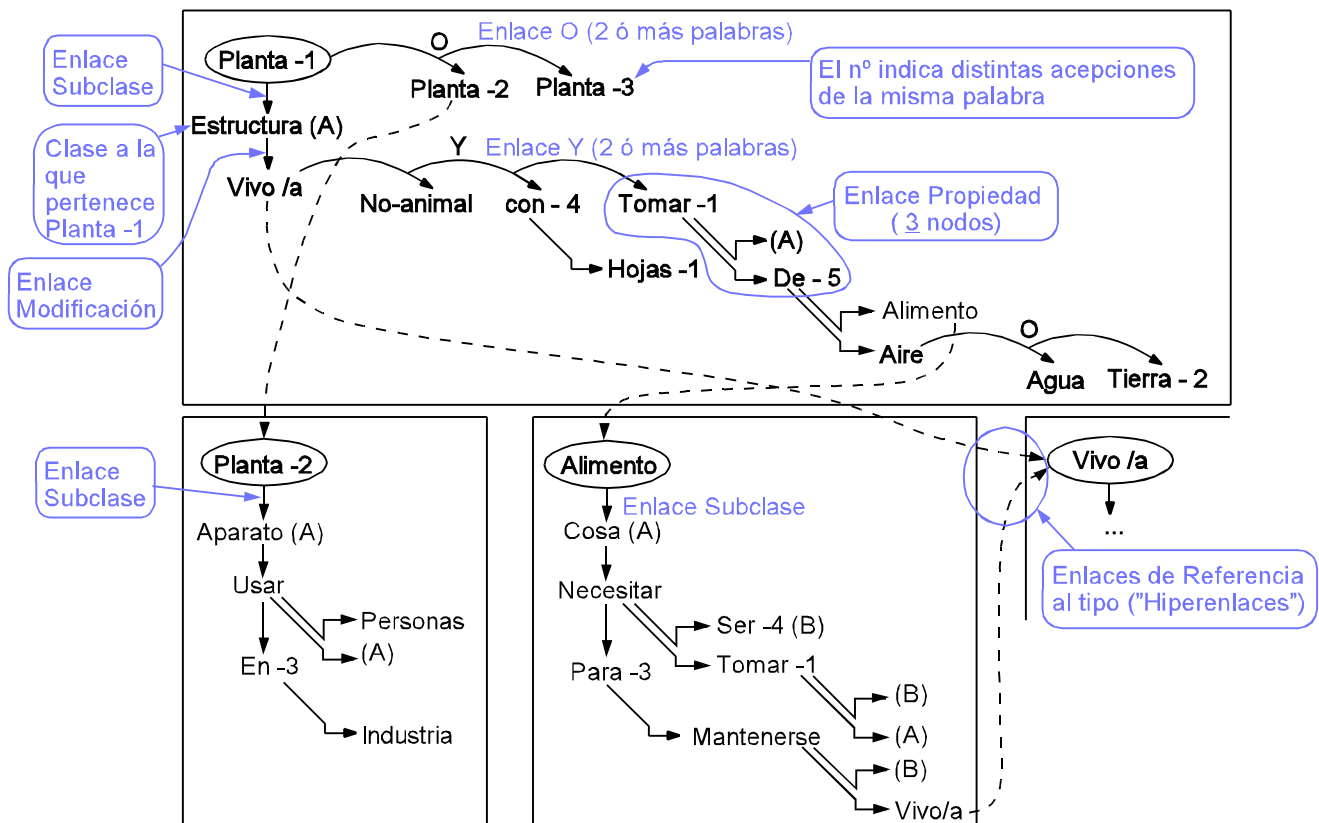 Enlace O (2 ó más palabras)
O
Enlace
Subclase
Planta -1
Planta -2
Planta -3
El nº indica distintas acepciones
de la misma palabra
Estructura (A)
Clase a la
que
pertenece
Planta -1
Y
Enlace Y (2 ó más palabras)
Vivo /a
No-animal
con - 4
Tomar -1
Enlace Propiedad
( 3 nodos)
(A)
Hojas -1
De - 5
Enlace
Modificación
Alimento
O
Aire
Agua
Tierra - 2
Planta -2
Enlace
Subclase
Aparato (A)
Usar
Personas
(A)
En -3
Industria
Alimento
Enlace Subclase
Cosa (A)
Necesitar
Ser -4 (B)
Tomar -1
Para -3
(B)
(A)
Mantenerse
(B)
Vivo/a
Vivo /a
...
Enlaces de Referencia
al tipo ("Hiperenlaces")